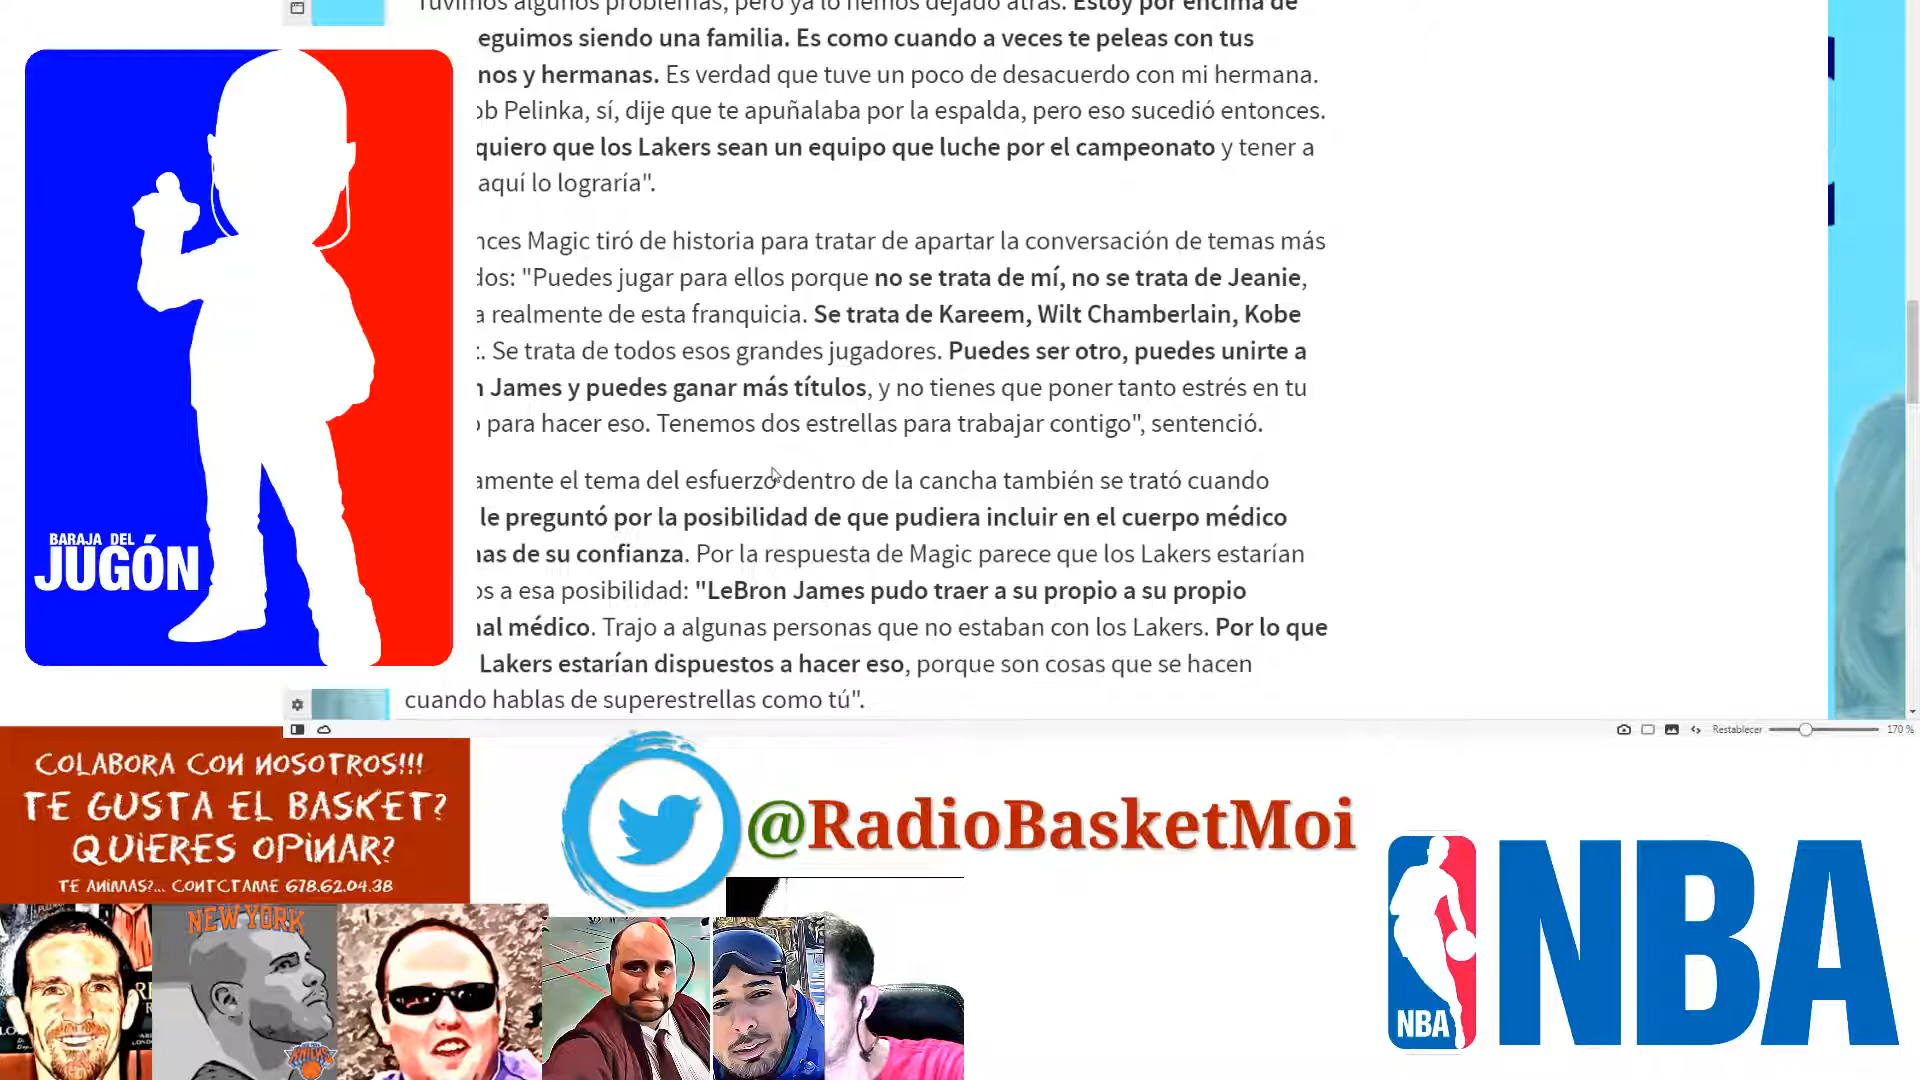 Tuvimos algunos problemas, pero ya lo hemos dejado atrás. Estoy por encima de
eguimos siendo una familia. Es como cuando a veces te peleas con tus
nos y hermanas. Es verdad que tuve un poco de desacuerdo con mi hermana.
ob Pelinka, sí, dije que te apuñalaba por la espalda, pero eso sucedió entonces.
quiero que los Lakers sean un equipo que luche por el campeonato y tener a
aquí lo lograría".
nces Magic tiró de historia para tratar de apartar la conversación de temas más
dos: "Puedes jugar para ellos porque no se trata de mí, no se trata de Jeanie,
a realmente de esta franquicia. Se trata de Kareem, Wilt Chamberlain, Kobe
. Se trata de todos esos grandes jugadores. Puedes ser otro, puedes unirte a
n James y puedes ganar más títulos, y no tienes que poner tanto estrés en tu
o para hacer eso. Tenemos dos estrellas para trabajar contigo", sentenció.
amente el tema del esfuerzo dentro de la cancha también se trató cuando
le preguntó por la posibilidad de que pudiera incluir en el cuerpo médico
nas de su confianza. Por la respuesta de Magic parece que los Lakers estarían
os a esa posibilidad: "LeBron James pudo traer a su propio a su propio
nal médico. Trajo a algunas personas que no estaban con los Lakers. Por lo que
Lakers estarían dispuestos a hacer eso, porque son cosas que se hacen
cuando hablas de superestrellas como tú".
BARAJA DEL
JUGÓN
Restablecer 170 %
COLABORA CON NOSOTROS!!!
TE GUSTA EL BASKET?
QUIERES OPINAR?
TE ANIMAS?... CONTCTAME 678.62.04.38
@RadioBasketMoi
NEW YORK
KNICKS
NBA
NBA